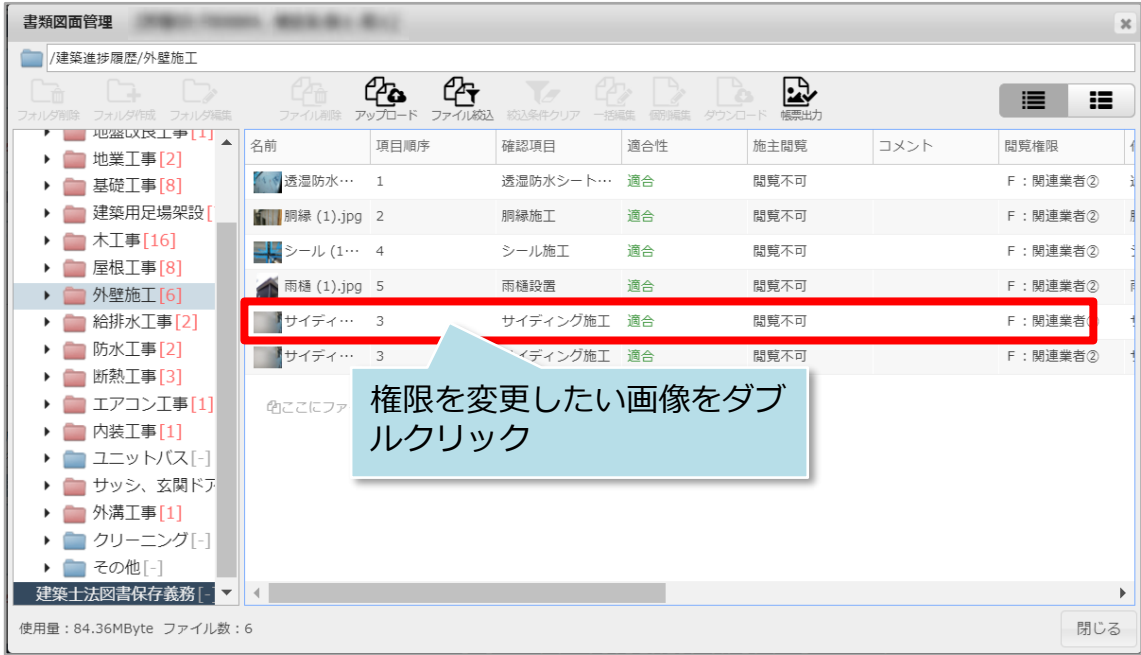 書類図面管理
/建築進捗履歴/外壁施工
フォルダ削除 フォルダ作成 フォルダ編集 ファイル削除 アップロード ファイル絞込 絞込条件クリア 一括編集 個別編集 ダウンロード 帳票出力
地盤改良工事[1]
地業工事[2]
基礎工事[8]
建築用足場架設[
木工事[16]
屋根工事[8]
外壁施工[6]
給排水工事[2]
防水工事[2]
断熱工事[3]
エアコン工事[1]
内装工事[1]
ユニットバス[-]
サッシ、玄関ドア
外溝工事[1]
クリーニング[-]
その他[-]
建築士法図書保存義務[-]
名前 項目順序 確認項目 適合性 施主閲覧 コメント 閲覧権限
透湿防水… 1 透湿防水シート… 適合 閲覧不可 F：関連業者②
胴縁 (1).jpg 2 胴縁施工 適合 閲覧不可 F：関連業者②
シール (1… 4 シール施工 適合 閲覧不可 F：関連業者②
雨樋 (1).jpg 5 雨樋設置 適合 閲覧不可 F：関連業者②
サイディ… 3 サイディング施工 適合 閲覧不可 F：関連業者
サイディ… 3 サイディング施工 適合 閲覧不可 F：関連業者②
ここにファ
権限を変更したい画像をダブ
ルクリック
使用量：84.36MByte ファイル数：6
閉じる